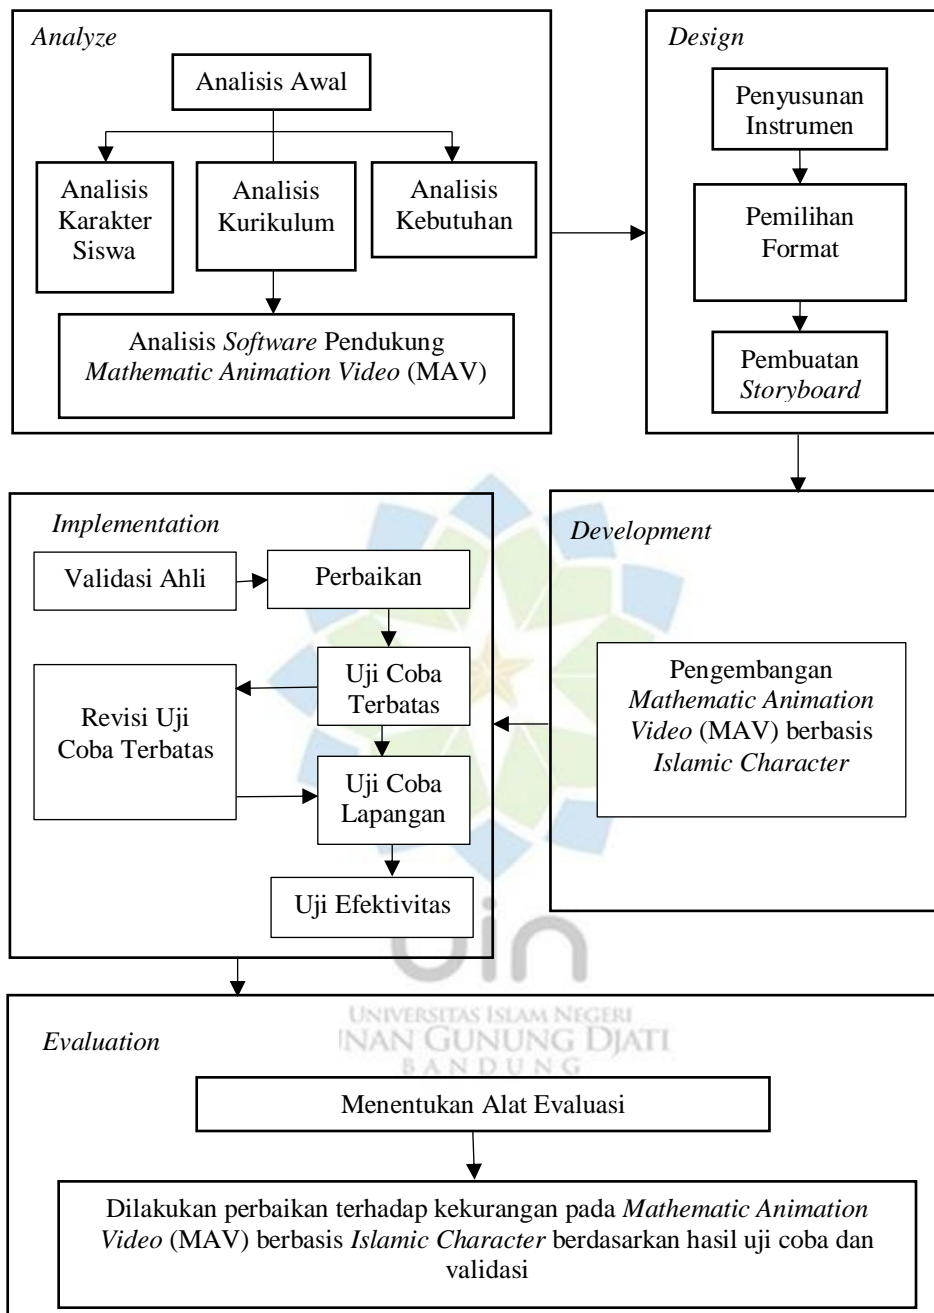 Analyze
Analisis Awal
Analisis
Karakter
Siswa
Analisis
Kurikulum
Analisis
Kebutuhan
Analisis Software Pendukung
Mathematic Animation Video (MAV)
Design
Penyusunan
Instrumen
Pemilihan
Format
Pembuatan
Storyboard
Development
Pengembangan
Mathematic Animation
Video (MAV) berbasis
Islamic Character
Implementation
Validasi Ahli
Perbaikan
Uji Coba
Terbatas
Revisi Uji
Coba Terbatas
Uji Coba
Lapangan
Uji Efektivitas
uin
UNIVERSITAS ISLAM NEGERI
UNAN GUNUNG DJATI
BANDUNG
Evaluation
Menentukan Alat Evaluasi
Dilakukan perbaikan terhadap kekurangan pada Mathematic Animation
Video (MAV) berbasis Islamic Character berdasarkan hasil uji coba dan
validasi